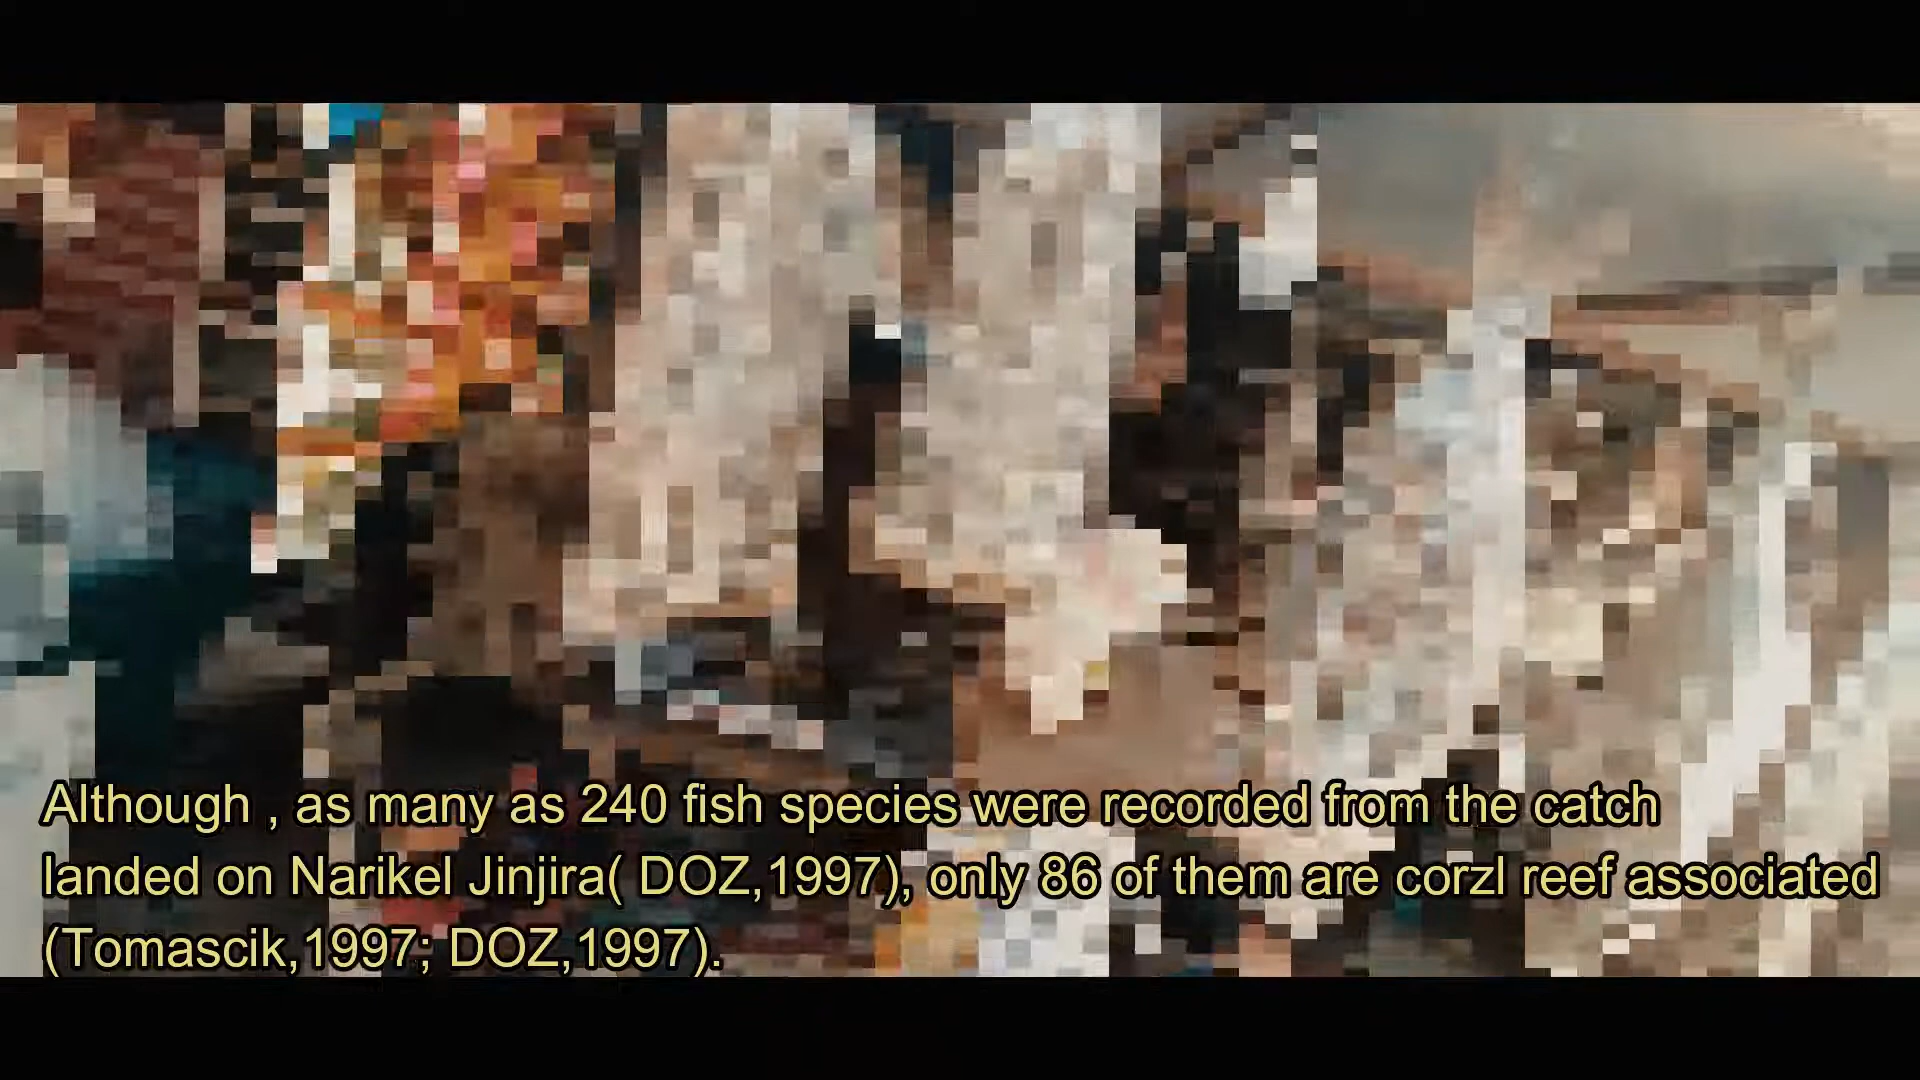 Although , as many as 240 fish species were recorded from the catch
landed on Narikel Jinjira( DOZ,1997), only 86 of them are corzl reef associated
(Tomascik,1997; DOZ,1997).